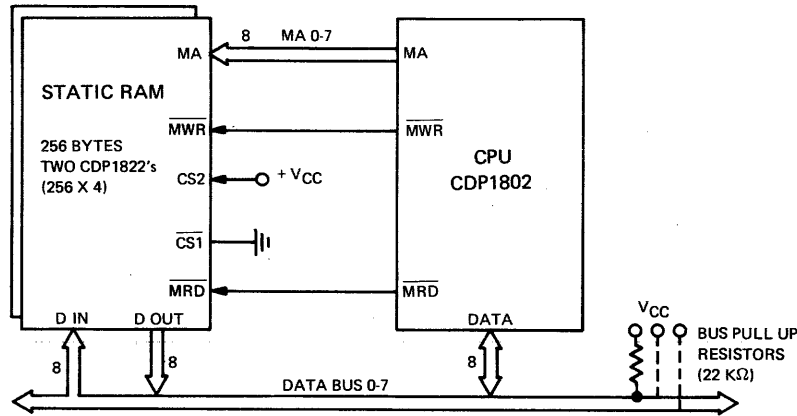 8 MA 0-7
MA
MA
STATIC RAM
MWR
MWR
256 BYTES
TWO CDP1822's
(256 X 4)
CPU
CDP1802
CS2
+ VCC
CS1
MRD
MRD
D IN
D OUT
DATA
8
8
8
DATA BUS 0-7
VCC
BUS PULL UP
RESISTORS
(22 KΩ)